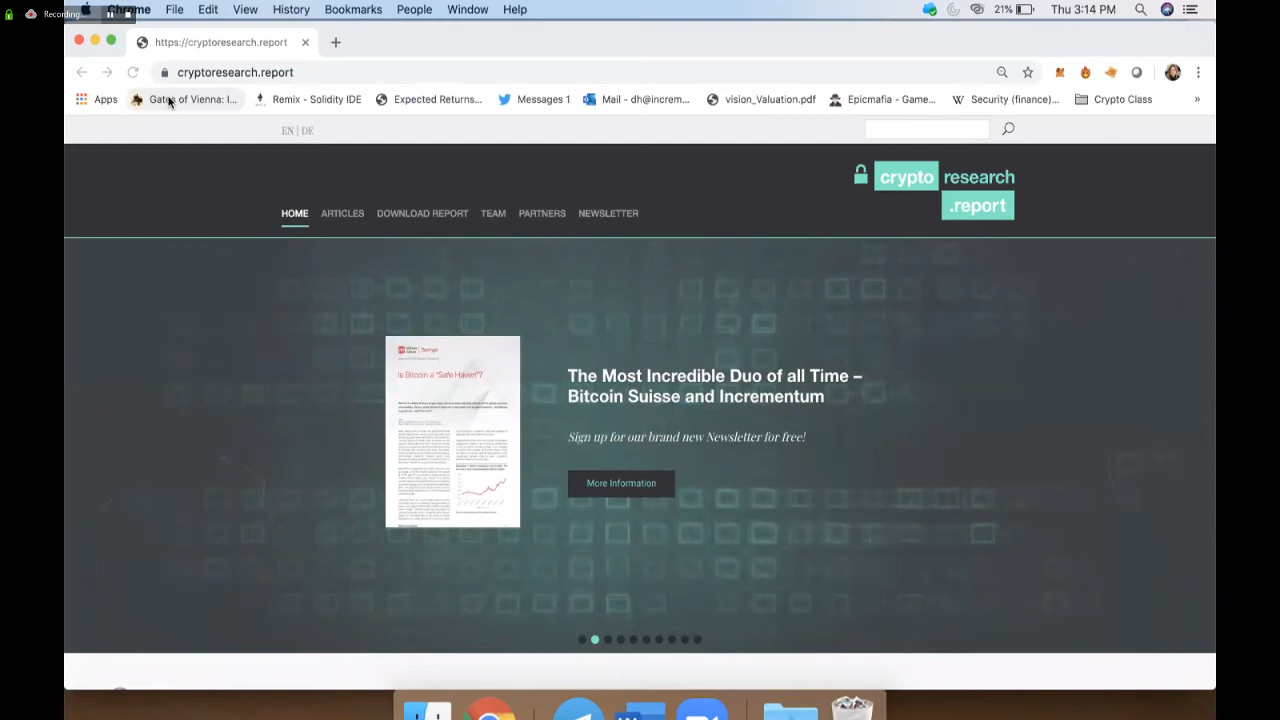 Recording...
Chrome File Edit View History Bookmarks People Window Help
21% Thu 3:14 PM
https://cryptoresearch.report
cryptoresearch.report
Apps Gates of Vienna: I... Remix - Solidity IDE Expected Returns... Messages 1 Mail - dh@increm... vision_Valuation.pdf Epicmafia - Game... Security (finance)... Crypto Class »
EN | DE
crypto research
.report
HOME ARTICLES DOWNLOAD REPORT TEAM PARTNERS NEWSLETTER
Is Bitcoin a "Safe Haven"?
The Most Incredible Duo of all Time –
Bitcoin Suisse and Incrementum
Sign up for our brand new Newsletter for free!
More Information